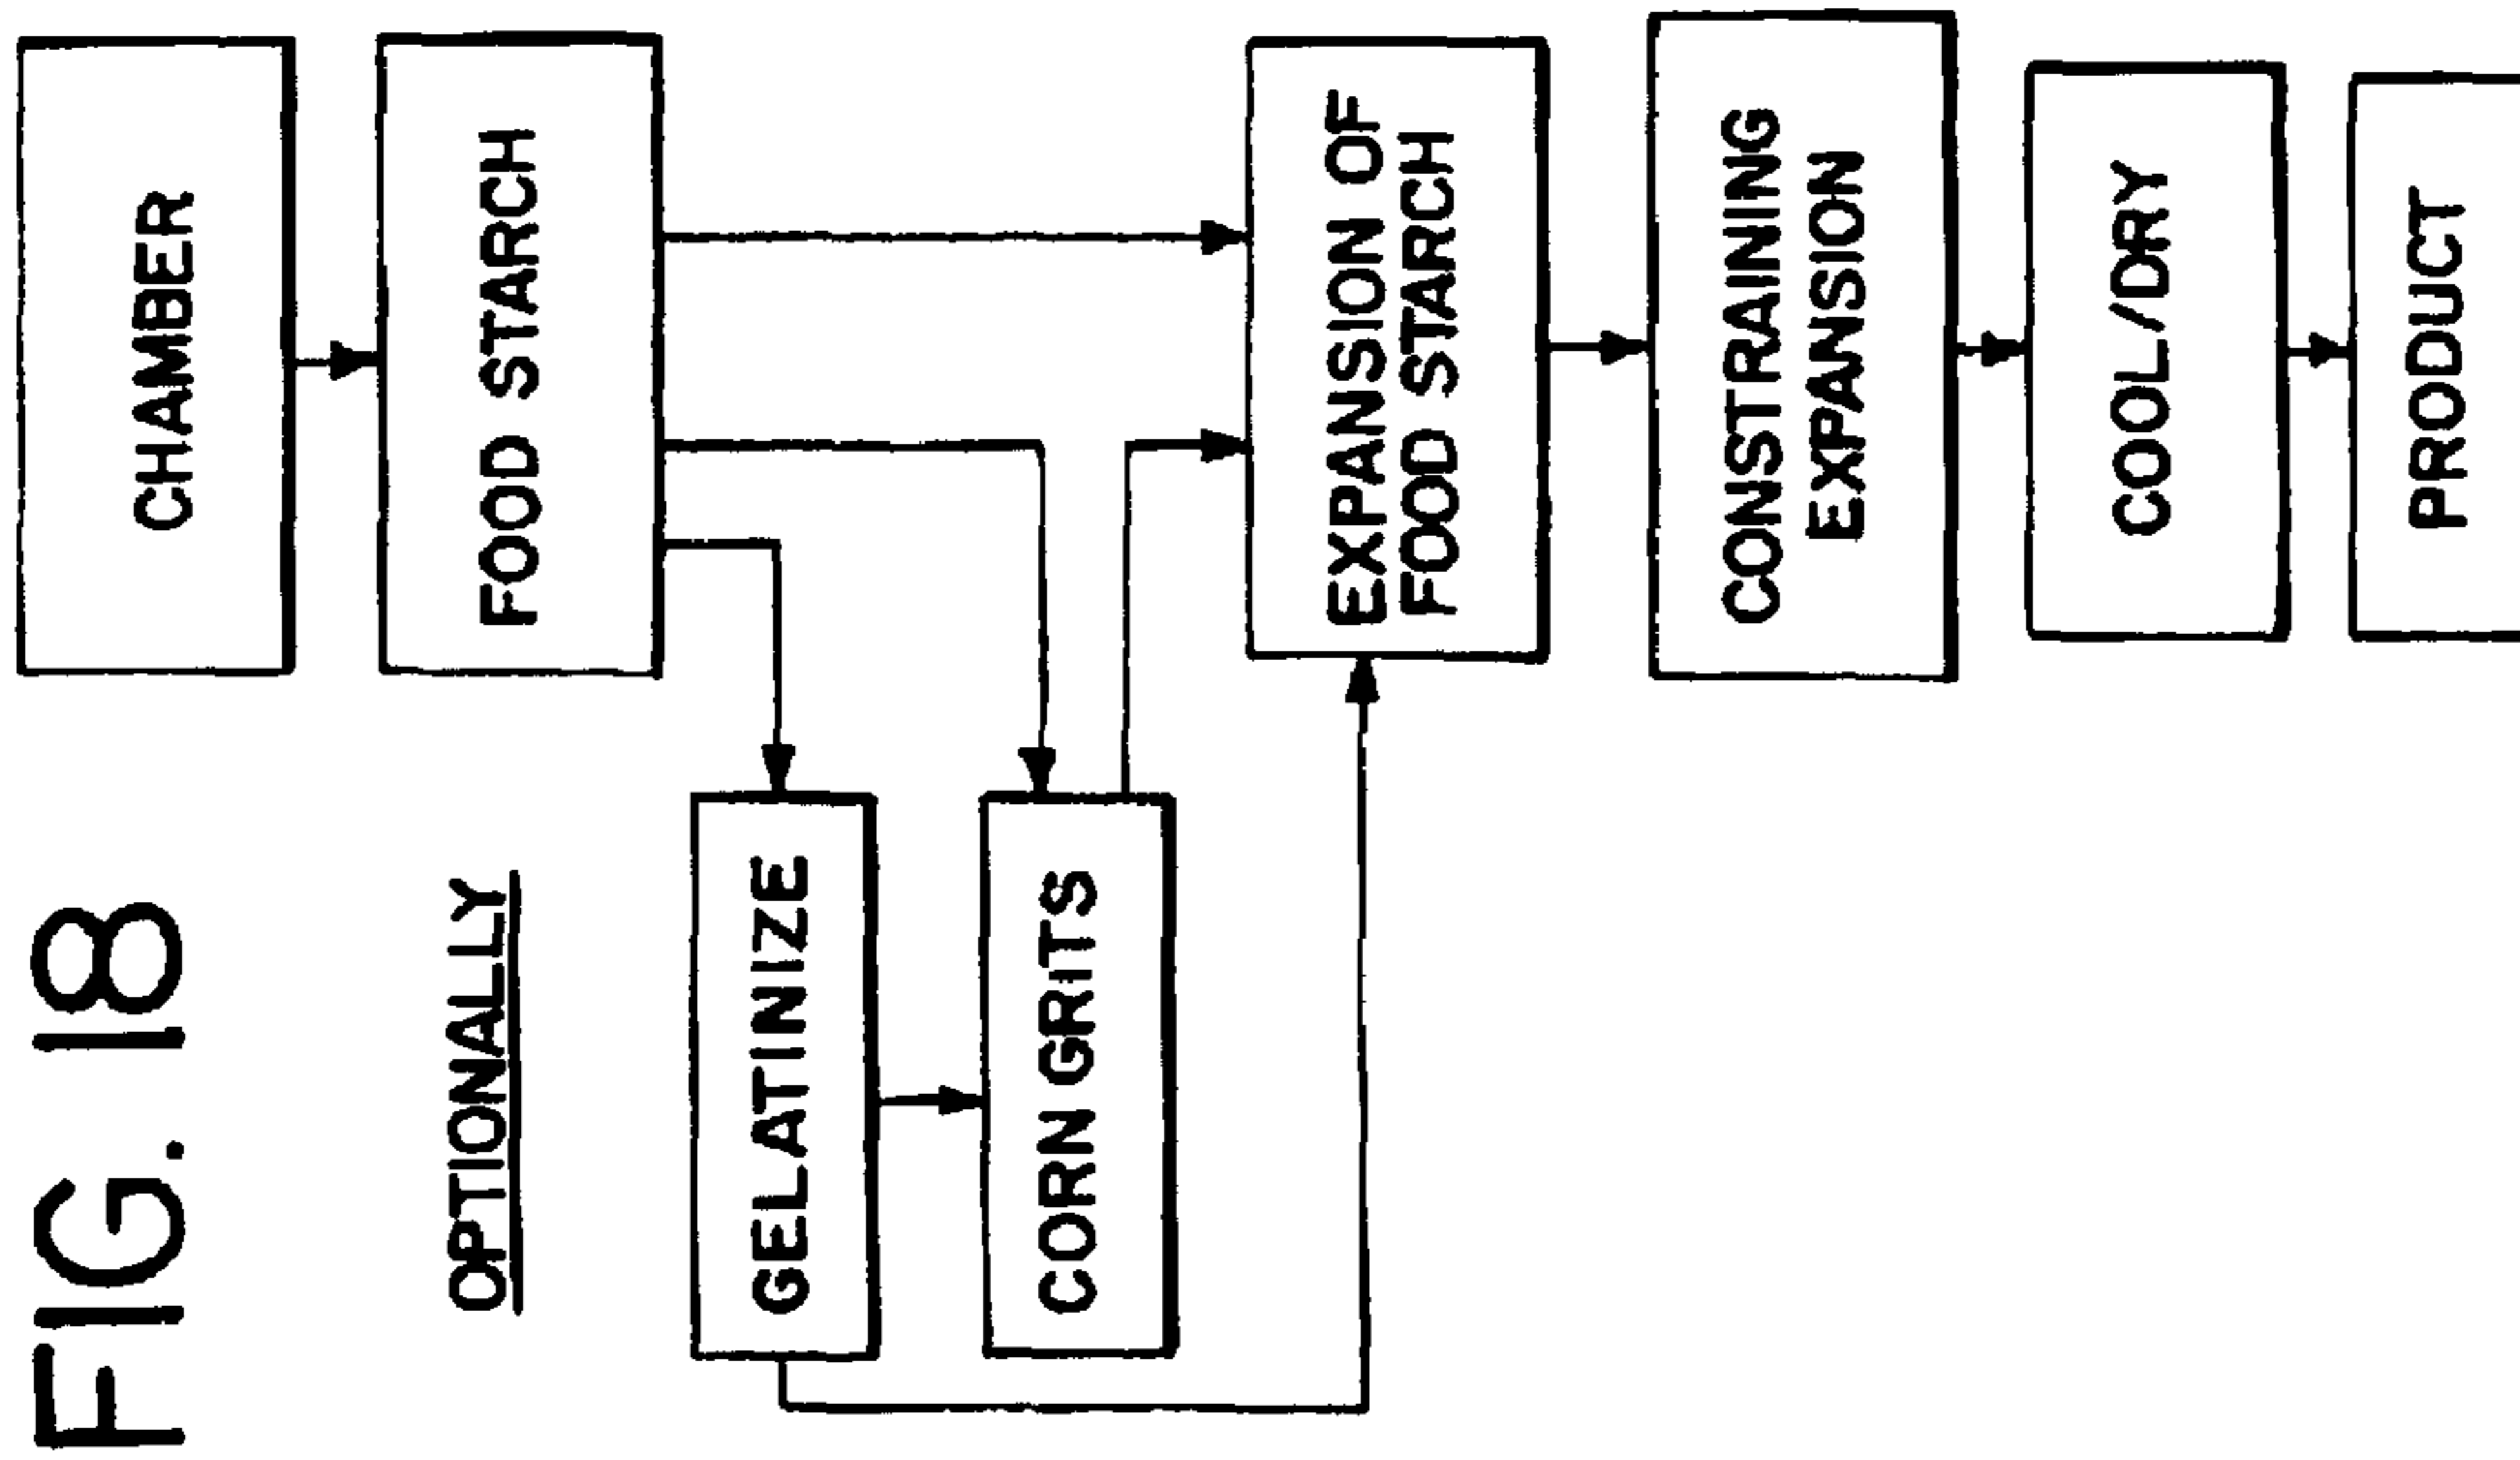 FIG. 18
CHAMBER
OPTIONALLY
FOOD STARCH
GELATINIZE
CORN GRITS
EXPANSION OF
FOOD STARCH
CONSTRAINING
EXPANSION
COOL/DRY
PRODUCT